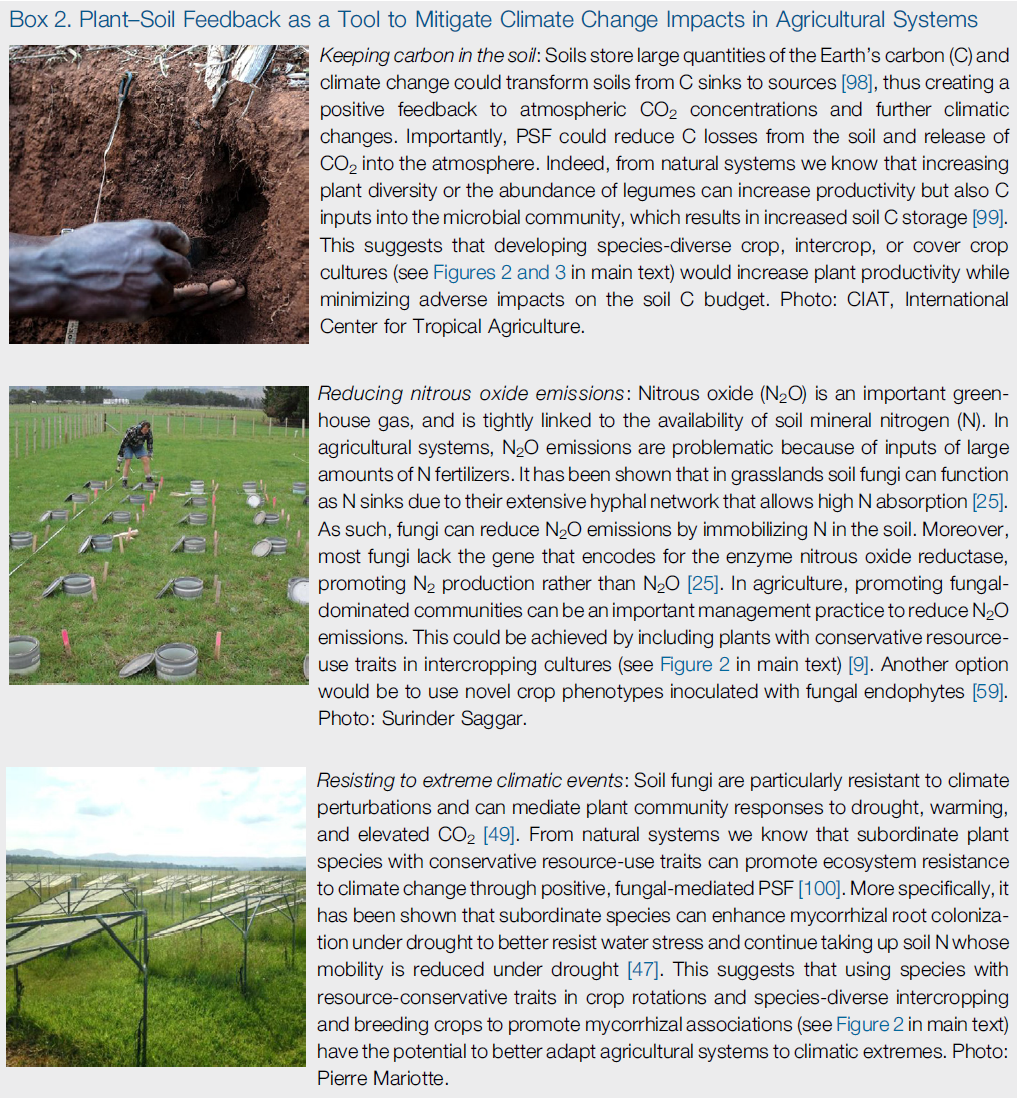 Box 2. Plant–Soil Feedback as a Tool to Mitigate Climate Change Impacts in Agricultural Systems
Keeping carbon in the soil: Soils store large quantities of the Earth's carbon (C) and
climate change could transform soils from C sinks to sources [98], thus creating a
positive feedback to atmospheric CO2 concentrations and further climatic
changes. Importantly, PSF could reduce C losses from the soil and release of
CO2 into the atmosphere. Indeed, from natural systems we know that increasing
plant diversity or the abundance of legumes can increase productivity but also C
inputs into the microbial community, which results in increased soil C storage [99].
This suggests that developing species-diverse crop, intercrop, or cover crop
cultures (see Figures 2 and 3 in main text) would increase plant productivity while
minimizing adverse impacts on the soil C budget. Photo: CIAT, International
Center for Tropical Agriculture.
Reducing nitrous oxide emissions: Nitrous oxide (N2O) is an important green-
house gas, and is tightly linked to the availability of soil mineral nitrogen (N). In
agricultural systems, N2O emissions are problematic because of inputs of large
amounts of N fertilizers. It has been shown that in grasslands soil fungi can function
as N sinks due to their extensive hyphal network that allows high N absorption [25].
As such, fungi can reduce N2O emissions by immobilizing N in the soil. Moreover,
most fungi lack the gene that encodes for the enzyme nitrous oxide reductase,
promoting N2 production rather than N2O [25]. In agriculture, promoting fungal-
dominated communities can be an important management practice to reduce N2O
emissions. This could be achieved by including plants with conservative resource-
use traits in intercropping cultures (see Figure 2 in main text) [9]. Another option
would be to use novel crop phenotypes inoculated with fungal endophytes [59].
Photo: Surinder Saggar.
Resisting to extreme climatic events: Soil fungi are particularly resistant to climate
perturbations and can mediate plant community responses to drought, warming,
and elevated CO2 [49]. From natural systems we know that subordinate plant
species with conservative resource-use traits can promote ecosystem resistance
to climate change through positive, fungal-mediated PSF [100]. More specifically, it
has been shown that subordinate species can enhance mycorrhizal root coloniza-
tion under drought to better resist water stress and continue taking up soil N whose
mobility is reduced under drought [47]. This suggests that using species with
resource-conservative traits in crop rotations and species-diverse intercropping
and breeding crops to promote mycorrhizal associations (see Figure 2 in main text)
have the potential to better adapt agricultural systems to climatic extremes. Photo:
Pierre Mariotte.